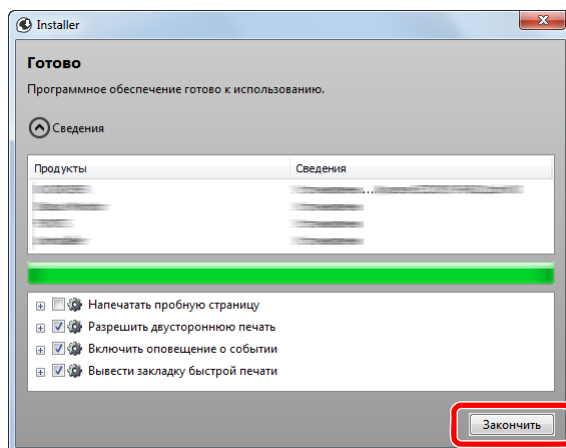 Installer
Готово
Программное обеспечение готово к использованию.
Сведения
Продукты Сведения
Напечатать пробную страницу
Разрешить двустороннюю печать
Включить оповещение о событии
Вывести закладку быстрой печати
Закончить